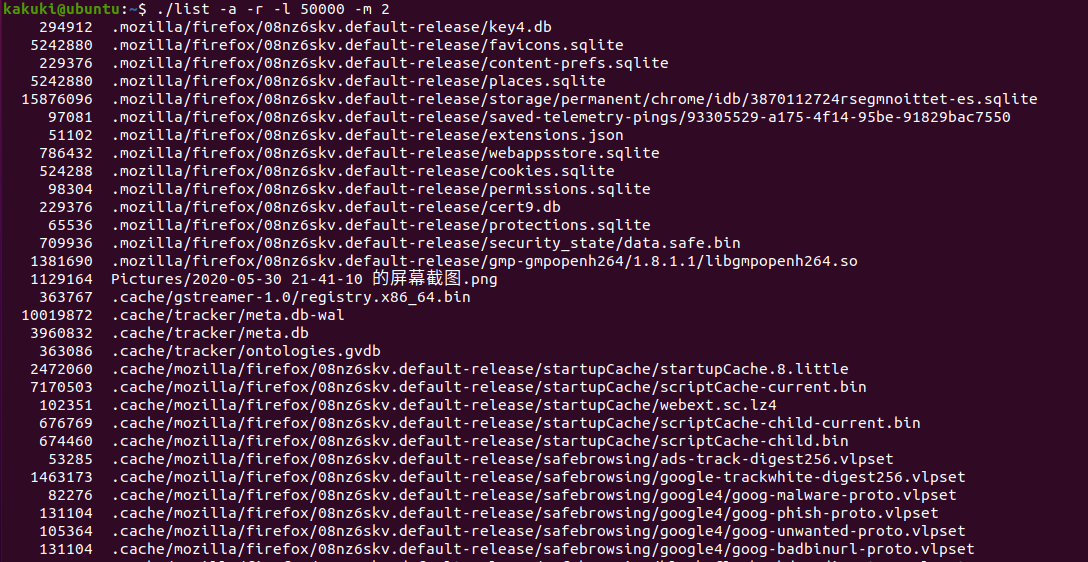 kakuki@ubuntu:~$ ./list -a -r -l 50000 -m 2
294912 .mozilla/firefox/08nz6skv.default-release/key4.db
5242880 .mozilla/firefox/08nz6skv.default-release/favicons.sqlite
229376 .mozilla/firefox/08nz6skv.default-release/content-prefs.sqlite
5242880 .mozilla/firefox/08nz6skv.default-release/places.sqlite
15876096 .mozilla/firefox/08nz6skv.default-release/storage/permanent/chrome/idb/3870112724rsegmnoittet-es.sqlite
97081 .mozilla/firefox/08nz6skv.default-release/saved-telemetry-pings/93305529-a175-4f14-95be-91829bac7550
51102 .mozilla/firefox/08nz6skv.default-release/extensions.json
786432 .mozilla/firefox/08nz6skv.default-release/webappsstore.sqlite
524288 .mozilla/firefox/08nz6skv.default-release/cookies.sqlite
98304 .mozilla/firefox/08nz6skv.default-release/permissions.sqlite
229376 .mozilla/firefox/08nz6skv.default-release/cert9.db
65536 .mozilla/firefox/08nz6skv.default-release/protections.sqlite
709936 .mozilla/firefox/08nz6skv.default-release/security_state/data.safe.bin
1381690 .mozilla/firefox/08nz6skv.default-release/gmp-gmpopenh264/1.8.1.1/libgmpopenh264.so
1129164 Pictures/2020-05-30 21-41-10 的屏幕截图.png
363767 .cache/gstreamer-1.0/registry.x86_64.bin
10019872 .cache/tracker/meta.db-wal
3960832 .cache/tracker/meta.db
363086 .cache/tracker/ontologies.gvdb
2472060 .cache/mozilla/firefox/08nz6skv.default-release/startupCache/startupCache.8.little
7170503 .cache/mozilla/firefox/08nz6skv.default-release/startupCache/scriptCache-current.bin
102351 .cache/mozilla/firefox/08nz6skv.default-release/startupCache/webext.sc.lz4
676769 .cache/mozilla/firefox/08nz6skv.default-release/startupCache/scriptCache-child-current.bin
674460 .cache/mozilla/firefox/08nz6skv.default-release/startupCache/scriptCache-child.bin
53285 .cache/mozilla/firefox/08nz6skv.default-release/safebrowsing/ads-track-digest256.vlpset
1463173 .cache/mozilla/firefox/08nz6skv.default-release/safebrowsing/google-trackwhite-digest256.vlpset
82276 .cache/mozilla/firefox/08nz6skv.default-release/safebrowsing/google4/goog-malware-proto.vlpset
131104 .cache/mozilla/firefox/08nz6skv.default-release/safebrowsing/google4/goog-phish-proto.vlpset
105364 .cache/mozilla/firefox/08nz6skv.default-release/safebrowsing/google4/goog-unwanted-proto.vlpset
131104 .cache/mozilla/firefox/08nz6skv.default-release/safebrowsing/google4/goog-badbinurl-proto.vlpset